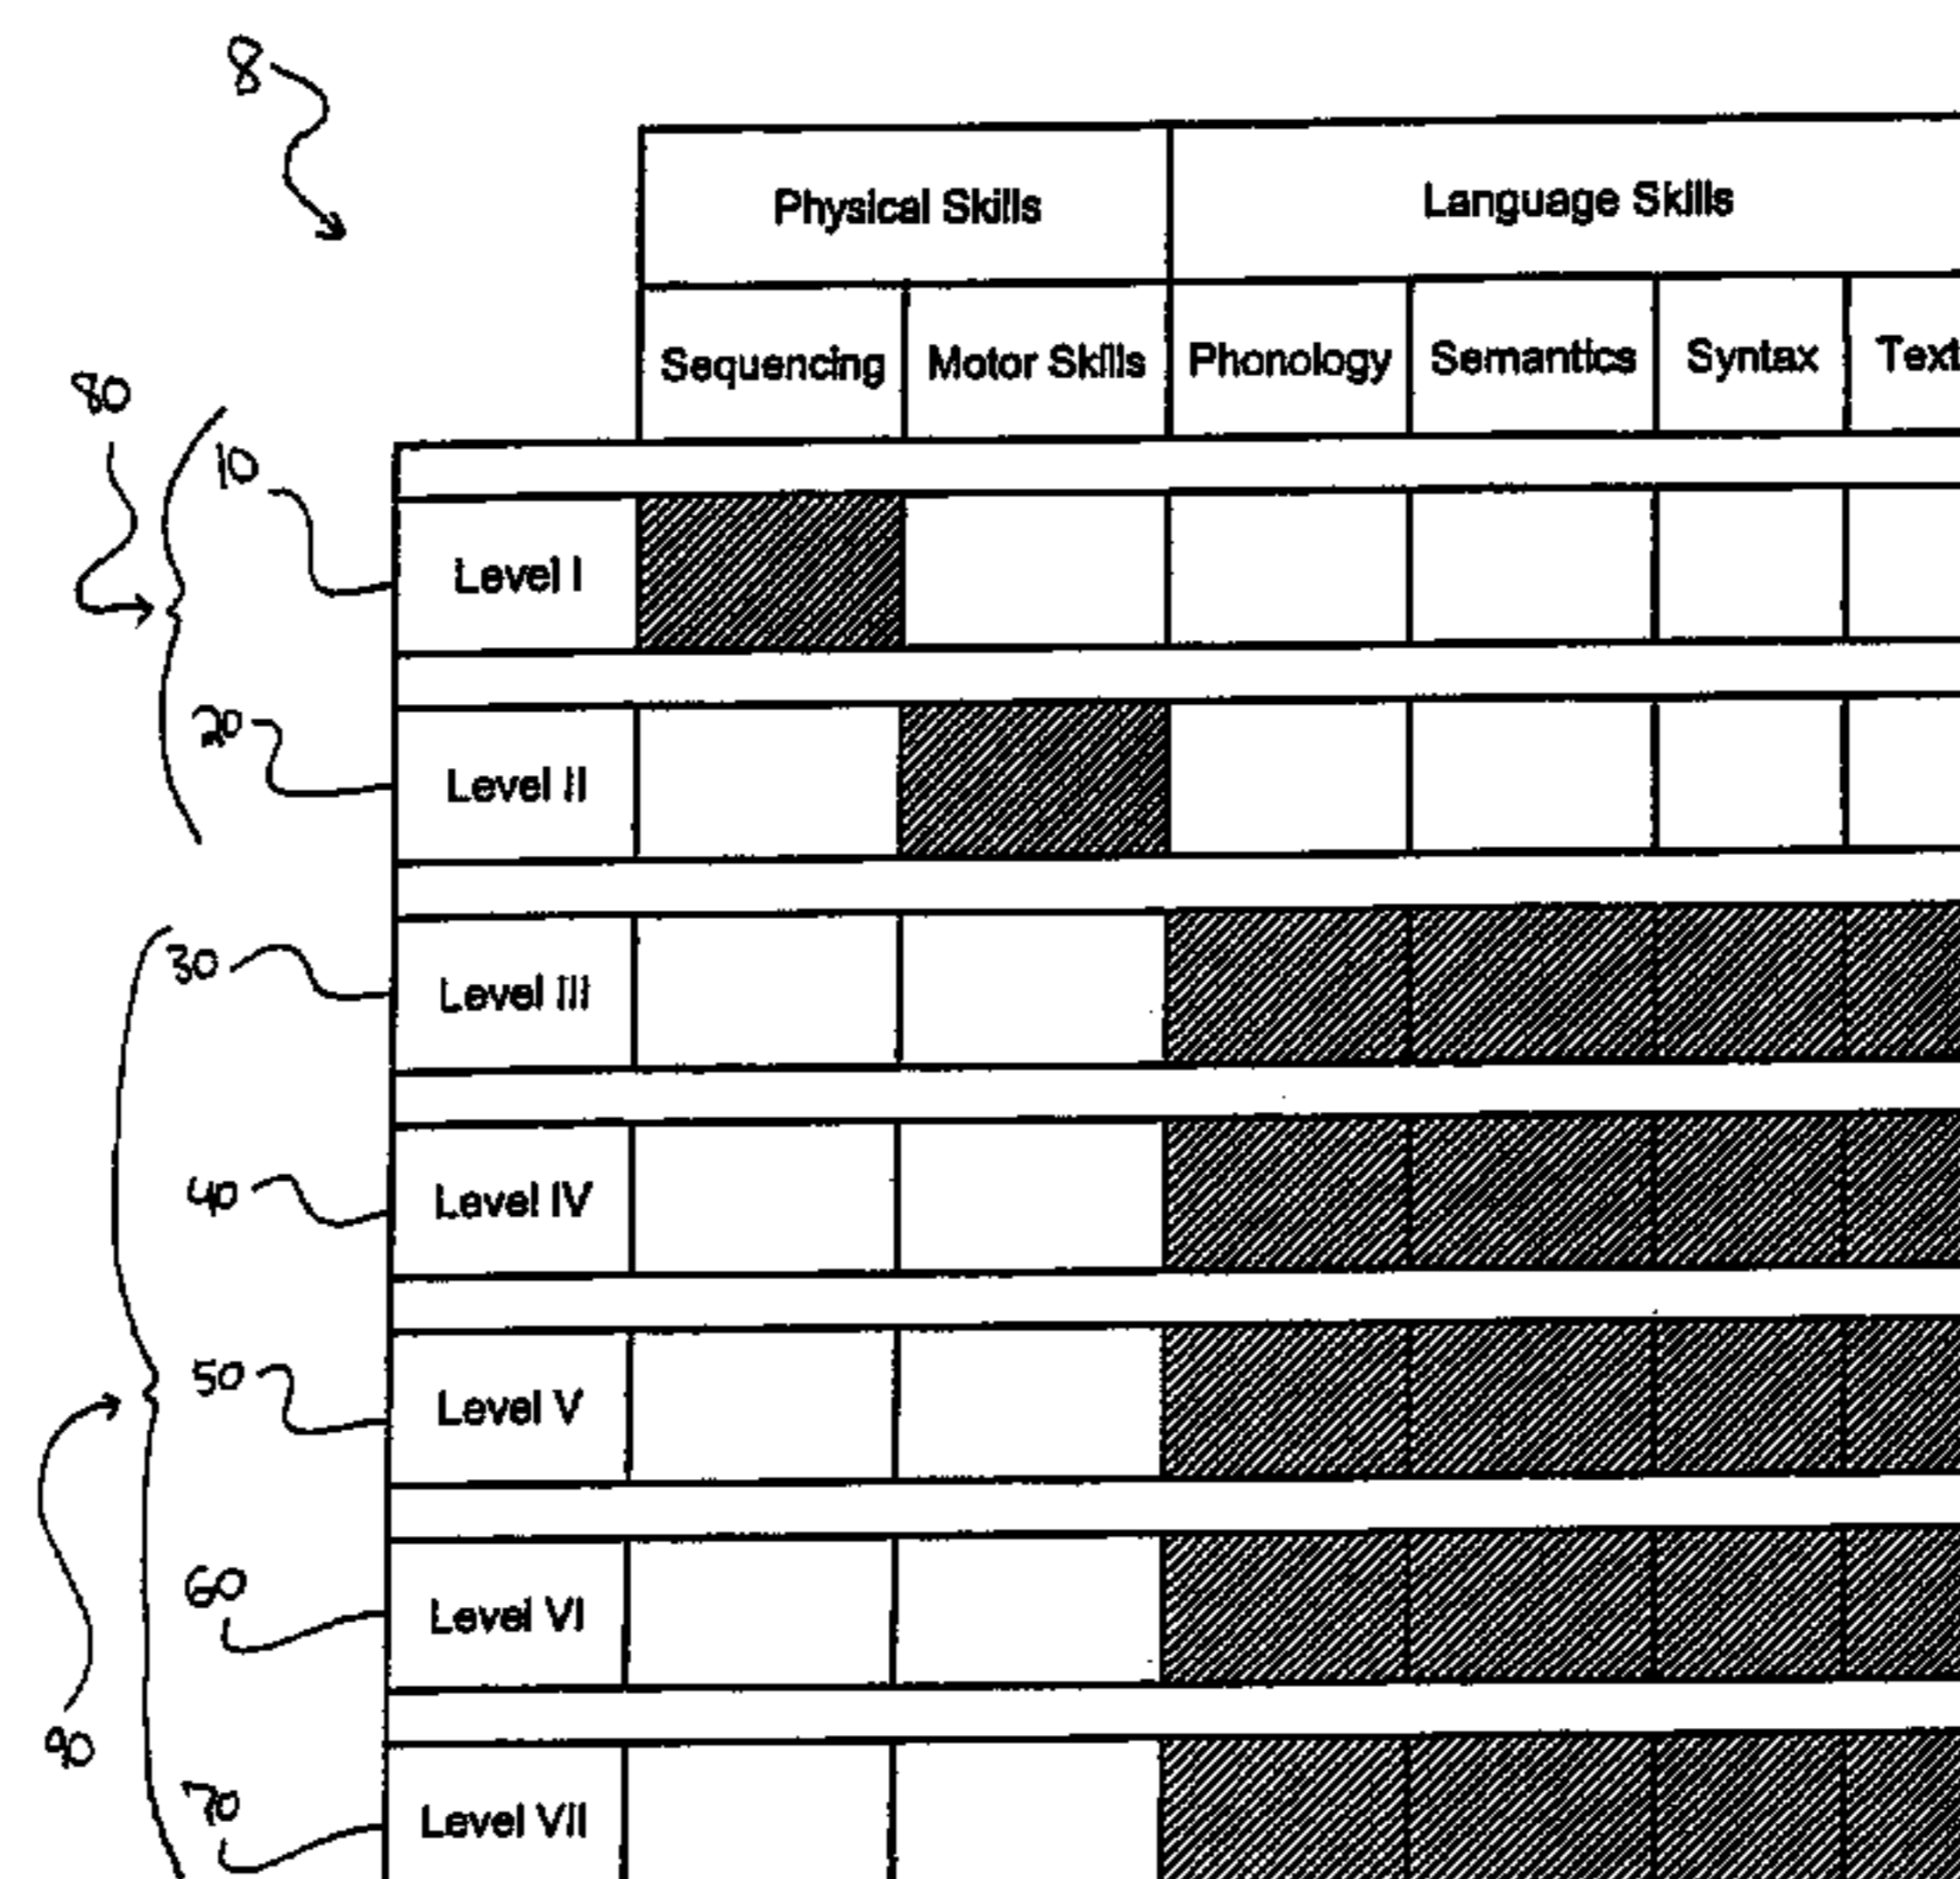 8
Physical Skills Language Skills
Sequencing Motor Skills Phonology Semantics Syntax Text
80
10
Level I
20
Level II
30
Level III
40
Level IV
50
Level V
60
Level VI
90
70
Level VII